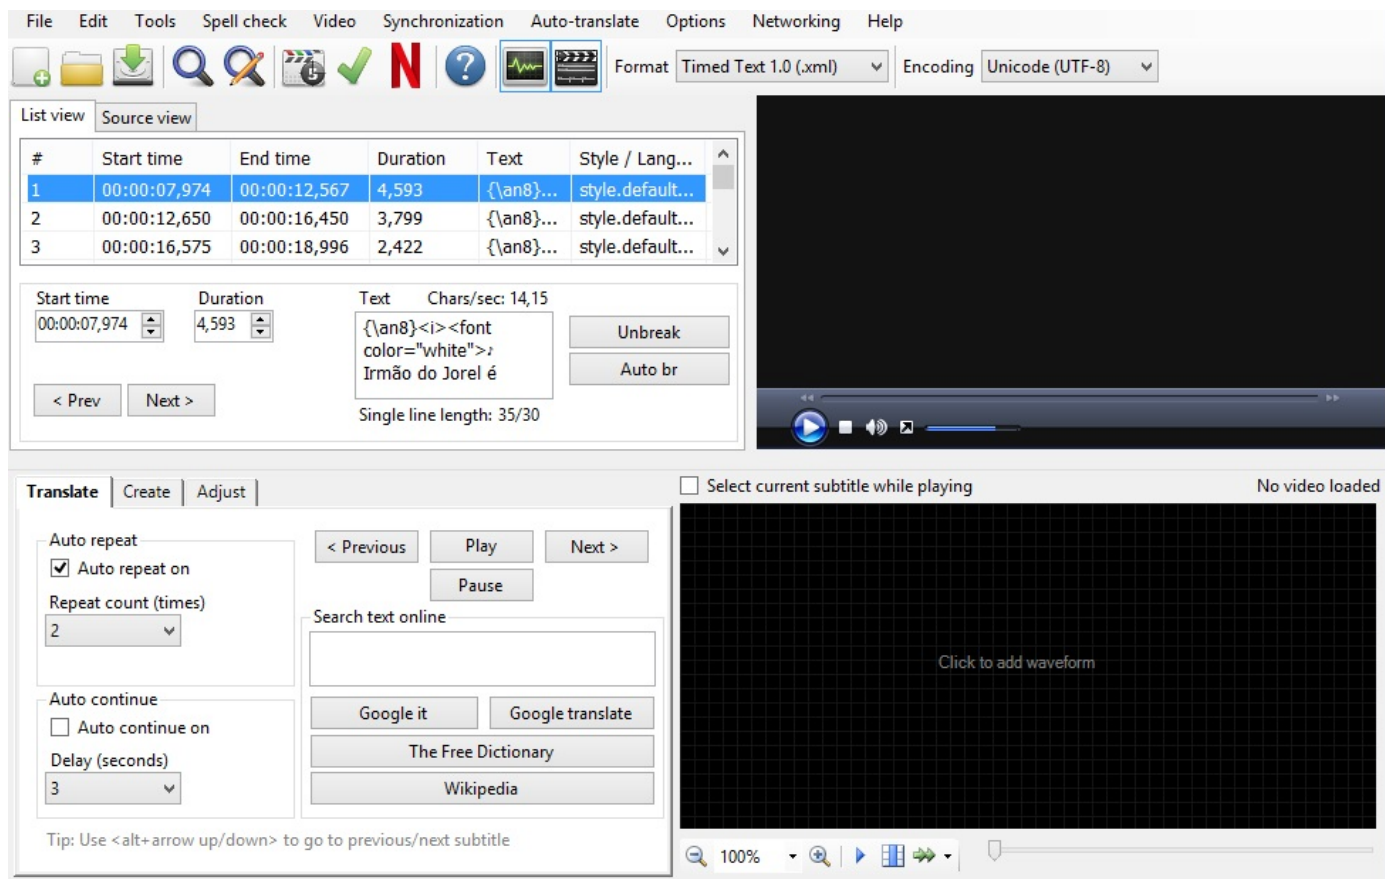 File Edit Tools Spell check Video Synchronization Auto-translate Options Networking Help
N ? Format Timed Text 1.0 (.xml) Encoding Unicode (UTF-8)
List view Source view
# Start time End time Duration Text Style / Lang...
1 00:00:07,974 00:00:12,567 4,593 {\an8}... style.default...
2 00:00:12,650 00:00:16,450 3,799 {\an8}... style.default...
3 00:00:16,575 00:00:18,996 2,422 {\an8}... style.default...
Start time Duration Text Chars/sec: 14,15
00:00:07,974 4,593
{\an8}<i><font
color="white">♪
Irmão do Jorel é
Unbreak
Auto br
< Prev Next >
Single line length: 35/30
Translate Create Adjust
Select current subtitle while playing No video loaded
Auto repeat
Auto repeat on
Repeat count (times)
2
< Previous Play Next >
Pause
Search text online
Auto continue
Auto continue on
Delay (seconds)
3
Google it Google translate
The Free Dictionary
Wikipedia
Tip: Use <alt+arrow up/down> to go to previous/next subtitle
Click to add waveform
100%